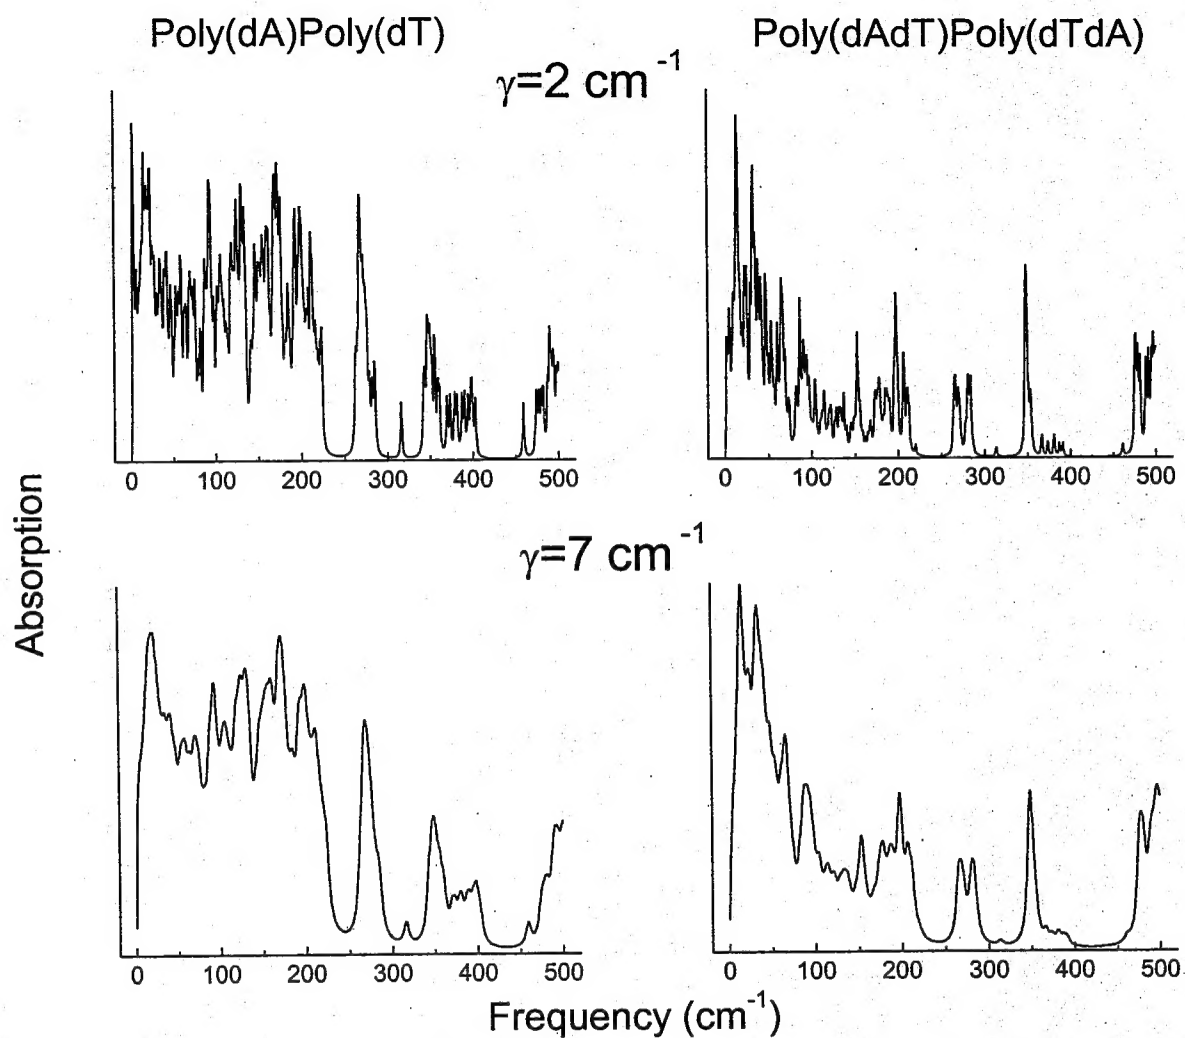 Poly(dA)Poly(dT) Poly(dAdT)Poly(dTdA)
γ=2 cm⁻¹
0 100 200 300 400 500 0 100 200 300 400 500
γ=7 cm⁻¹
Absorption
0 100 200 300 400 500 0 100 200 300 400 500
Frequency (cm⁻¹)